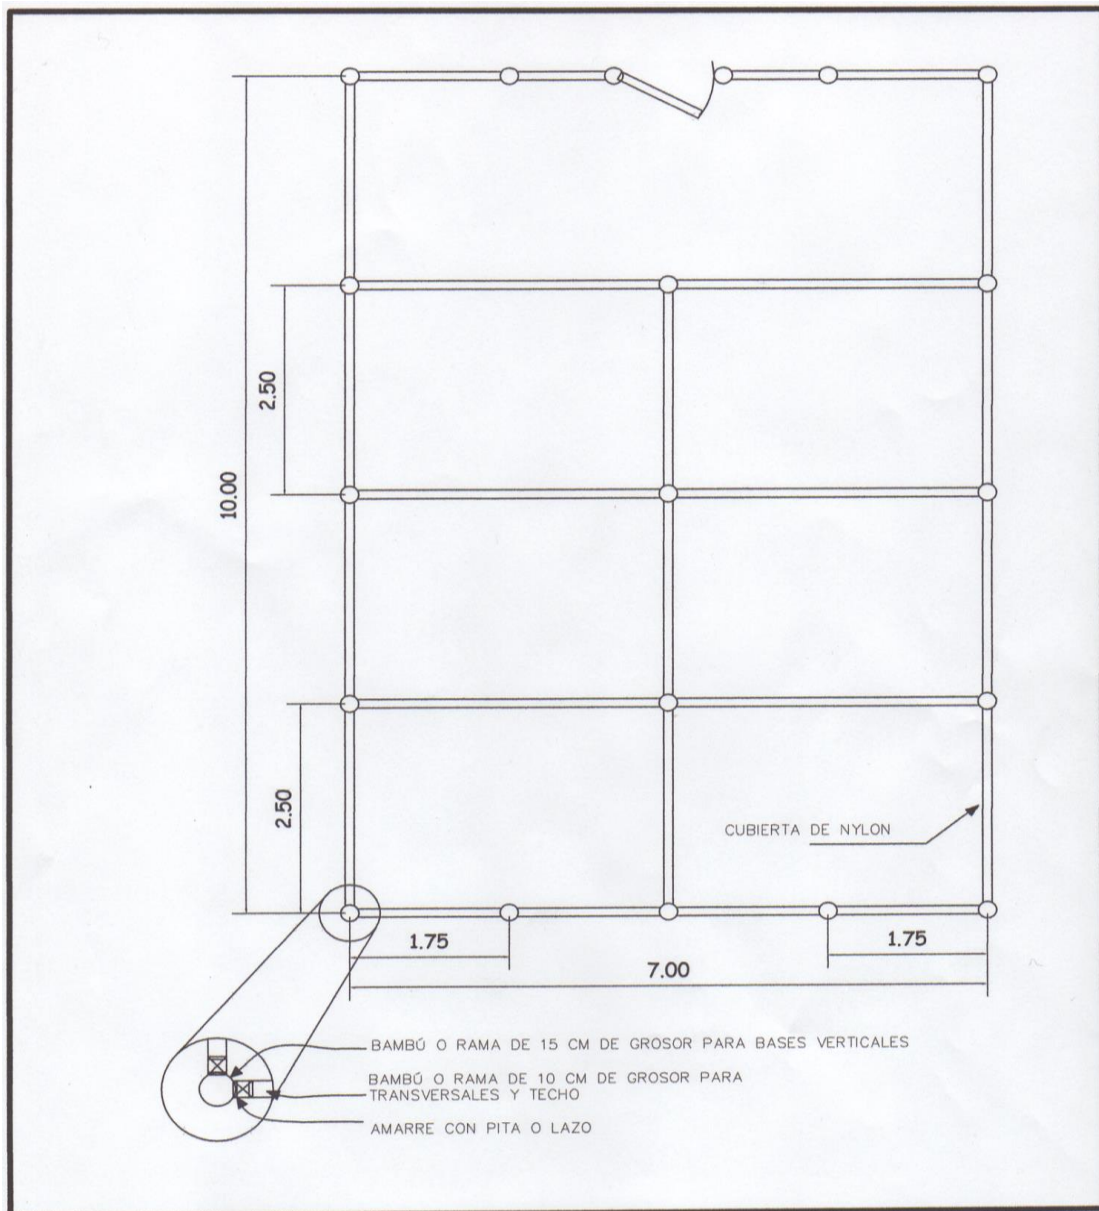 2.50
10.00
2.50
CUBIERTA DE NYLON
1.75
1.75
7.00
BAMBÚ O RAMA DE 15 CM DE GROSOR PARA BASES VERTICALES
BAMBÚ O RAMA DE 10 CM DE GROSOR PARA
TRANSVERSALES Y TECHO
AMARRE CON PITA O LAZO